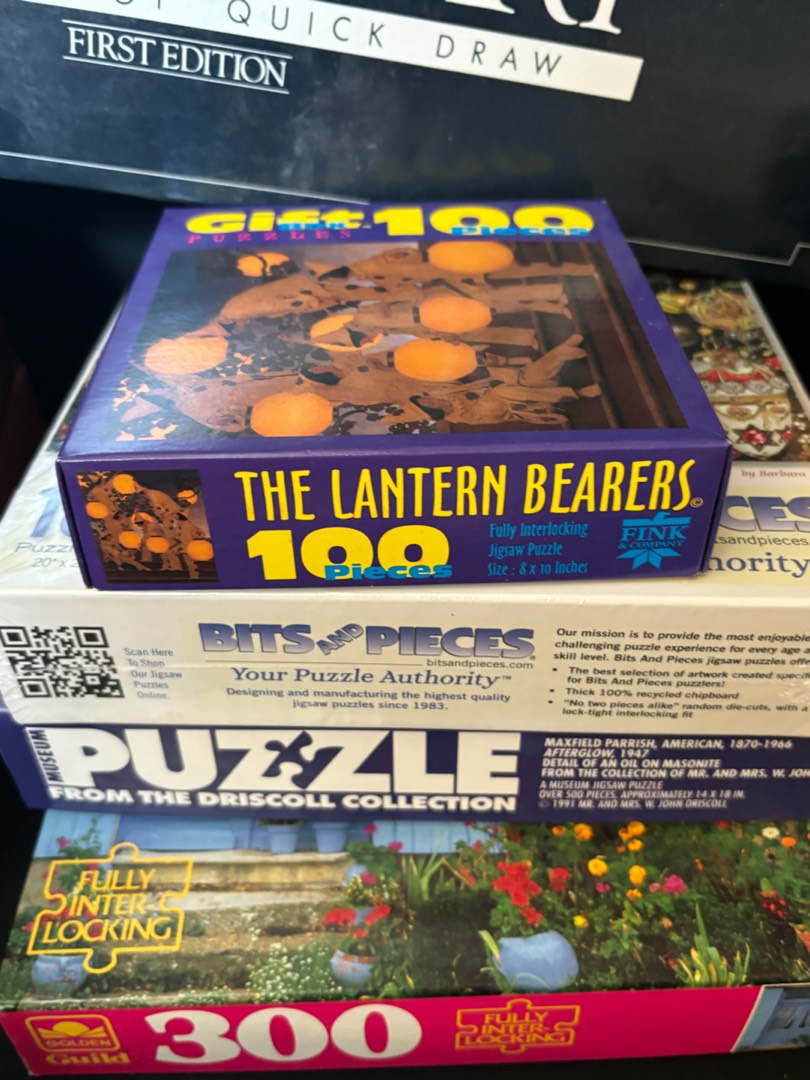 QUICK DRAW
FIRST EDITION
Gift Box 100
PUZZLES Pieces
THE LANTERN BEARERS©
100
Pieces
Fully Interlocking
Jigsaw Puzzle
Size : 8 x 10 Inches
FINK
& COMPANY
by Barbara
Puzz
20"x 2
CES
sandpieces.
hority
Scan Here
To Shop
Our Jigsaw
Puzzles
Online.
BITS AND PIECES®
bitsandpieces.com
Your Puzzle Authority™
Designing and manufacturing the highest quality
jigsaw puzzles since 1983.
Our mission is to provide the most enjoyable
challenging puzzle experience for every age a
skill level. Bits And Pieces jigsaw puzzles offe
• The best selection of artwork created specif
for Bits And Pieces puzzlers!
• Thick 100% recycled chipboard
• "No two pieces alike" random die-cuts, with a
lock-tight interlocking fit
MUSEUM
PUZZLE
FROM THE DRISCOLL COLLECTION
MAXFIELD PARRISH, AMERICAN, 1870-1966
AFTERGLOW, 1947
DETAIL OF AN OIL ON MASONITE
FROM THE COLLECTION OF MR. AND MRS. W. JOH
A MUSEUM JIGSAW PUZZLE
OVER 500 PIECES, APPROXIMATELY 14 X 18 IN.
© 1991 MR. AND MRS. W. JOHN DRISCOLL
FULLY
INTER-
LOCKING
GOLDEN
Guild
300
FULLY
INTER-
LOCKING